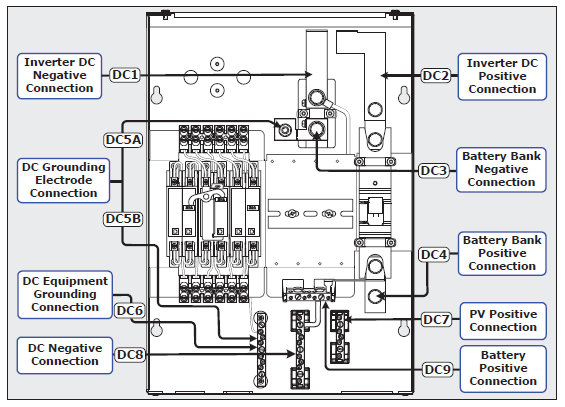 Inverter DC
Negative
Connection
DC1
DC2
Inverter DC
Positive
Connection
DC5A
DC Grounding
Electrode
Connection
DC3
Battery Bank
Negative
Connection
DC5B
DC4
Battery Bank
Positive
Connection
DC Equipment
Grounding
Connection
DC6
DC7
PV Positive
Connection
DC Negative
Connection
DC8
DC9
Battery
Positive
Connection